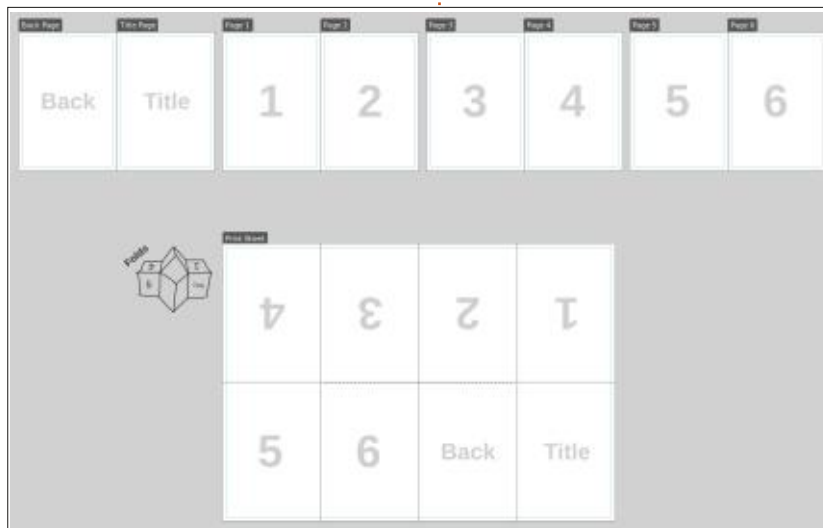 Back Page Title Page Page 1 Page 2 Page 3 Page 4 Page 5 Page 6
Back Title 1 2 3 4 5 6
Print Sheet
Folds
4 3 2 1
5 6 Back Title